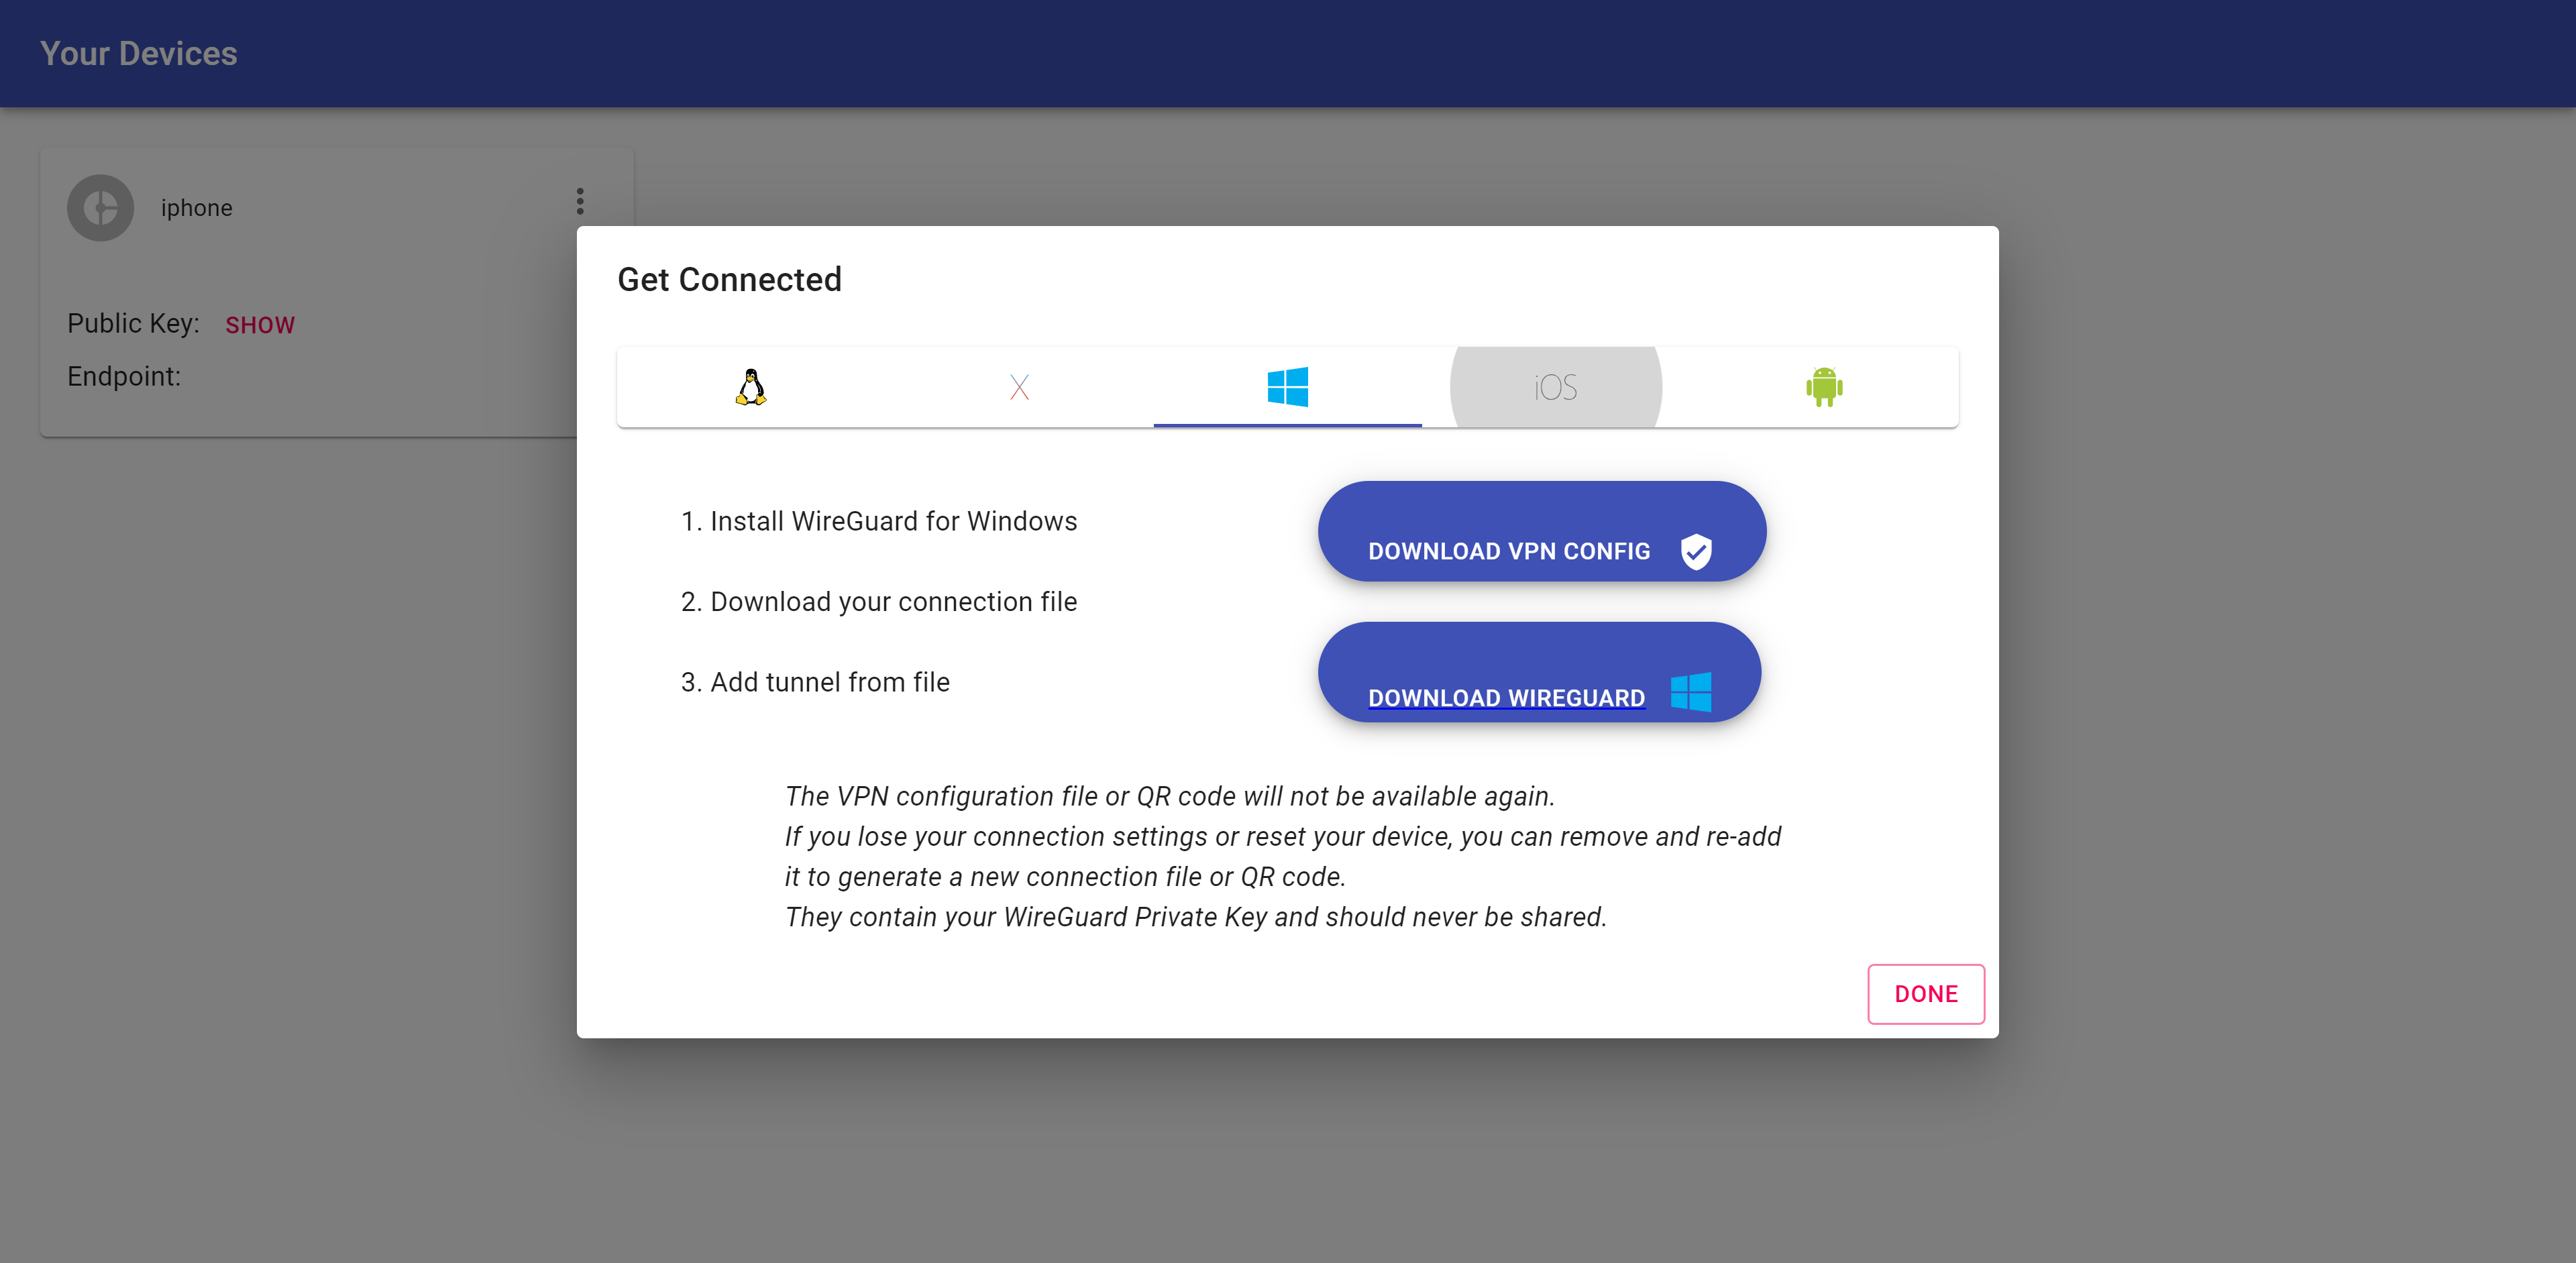 Your Devices
iphone
Public Key: SHOW
Endpoint:
Get Connected
X
iOS
1. Install WireGuard for Windows
2. Download your connection file
3. Add tunnel from file
DOWNLOAD VPN CONFIG
DOWNLOAD WIREGUARD
The VPN configuration file or QR code will not be available again.
If you lose your connection settings or reset your device, you can remove and re-add
it to generate a new connection file or QR code.
They contain your WireGuard Private Key and should never be shared.
DONE